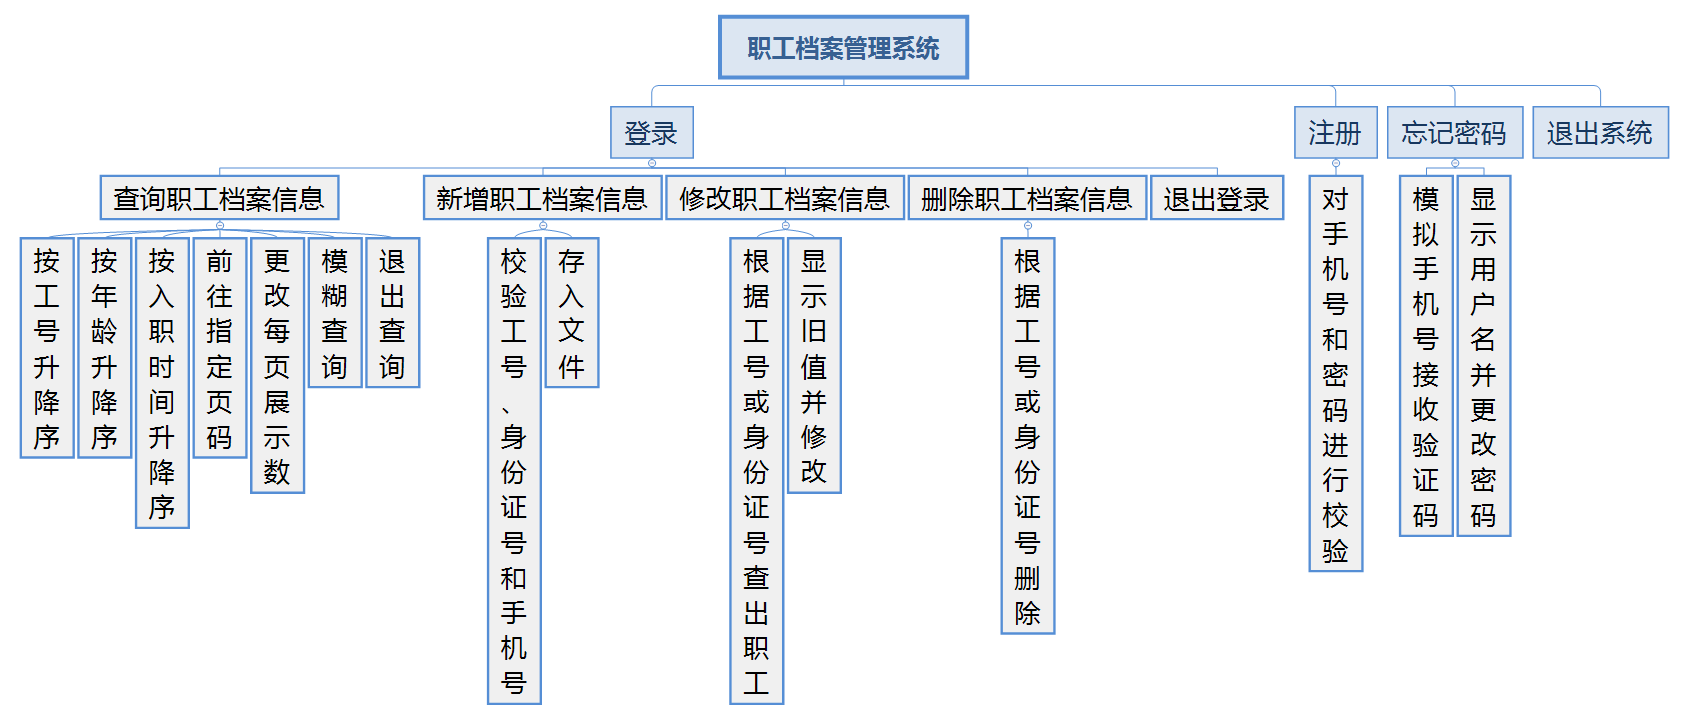 职工档案管理系统
登录
注册
忘记密码
退出系统
查询职工档案信息
新增职工档案信息
修改职工档案信息
删除职工档案信息
退出登录
对手机号和密码进行校验
模拟手机号接收验证码
显示用户名并更改密码
按工号升降序
按年龄升降序
按入职时间升降序
前往指定页码
更改每页展示数
模糊查询
退出查询
校验工号、身份证号和手机号
存入文件
根据工号或身份证号查出职工
显示旧值并修改
根据工号或身份证号删除